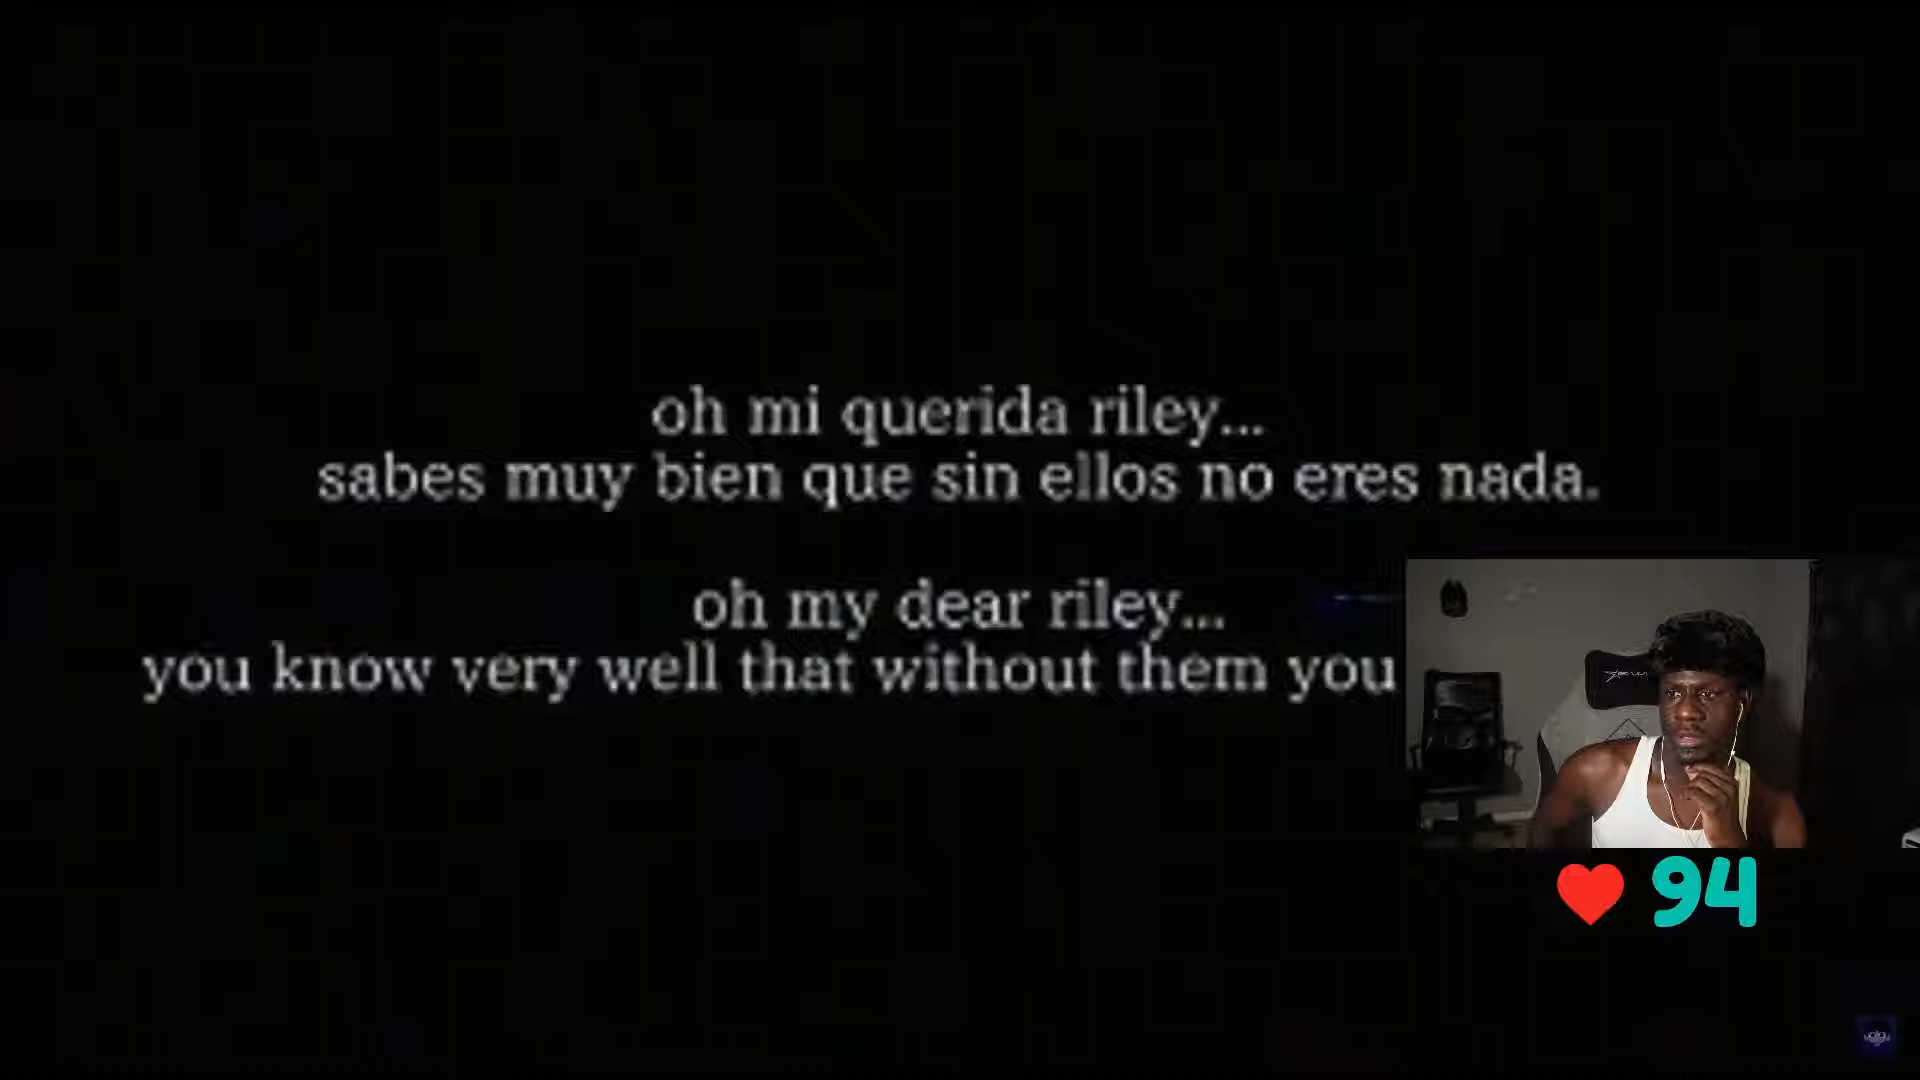 oh mi querida riley...
sabes muy bien que sin ellos no eres nada.
oh my dear riley...
you know very well that without them you
94